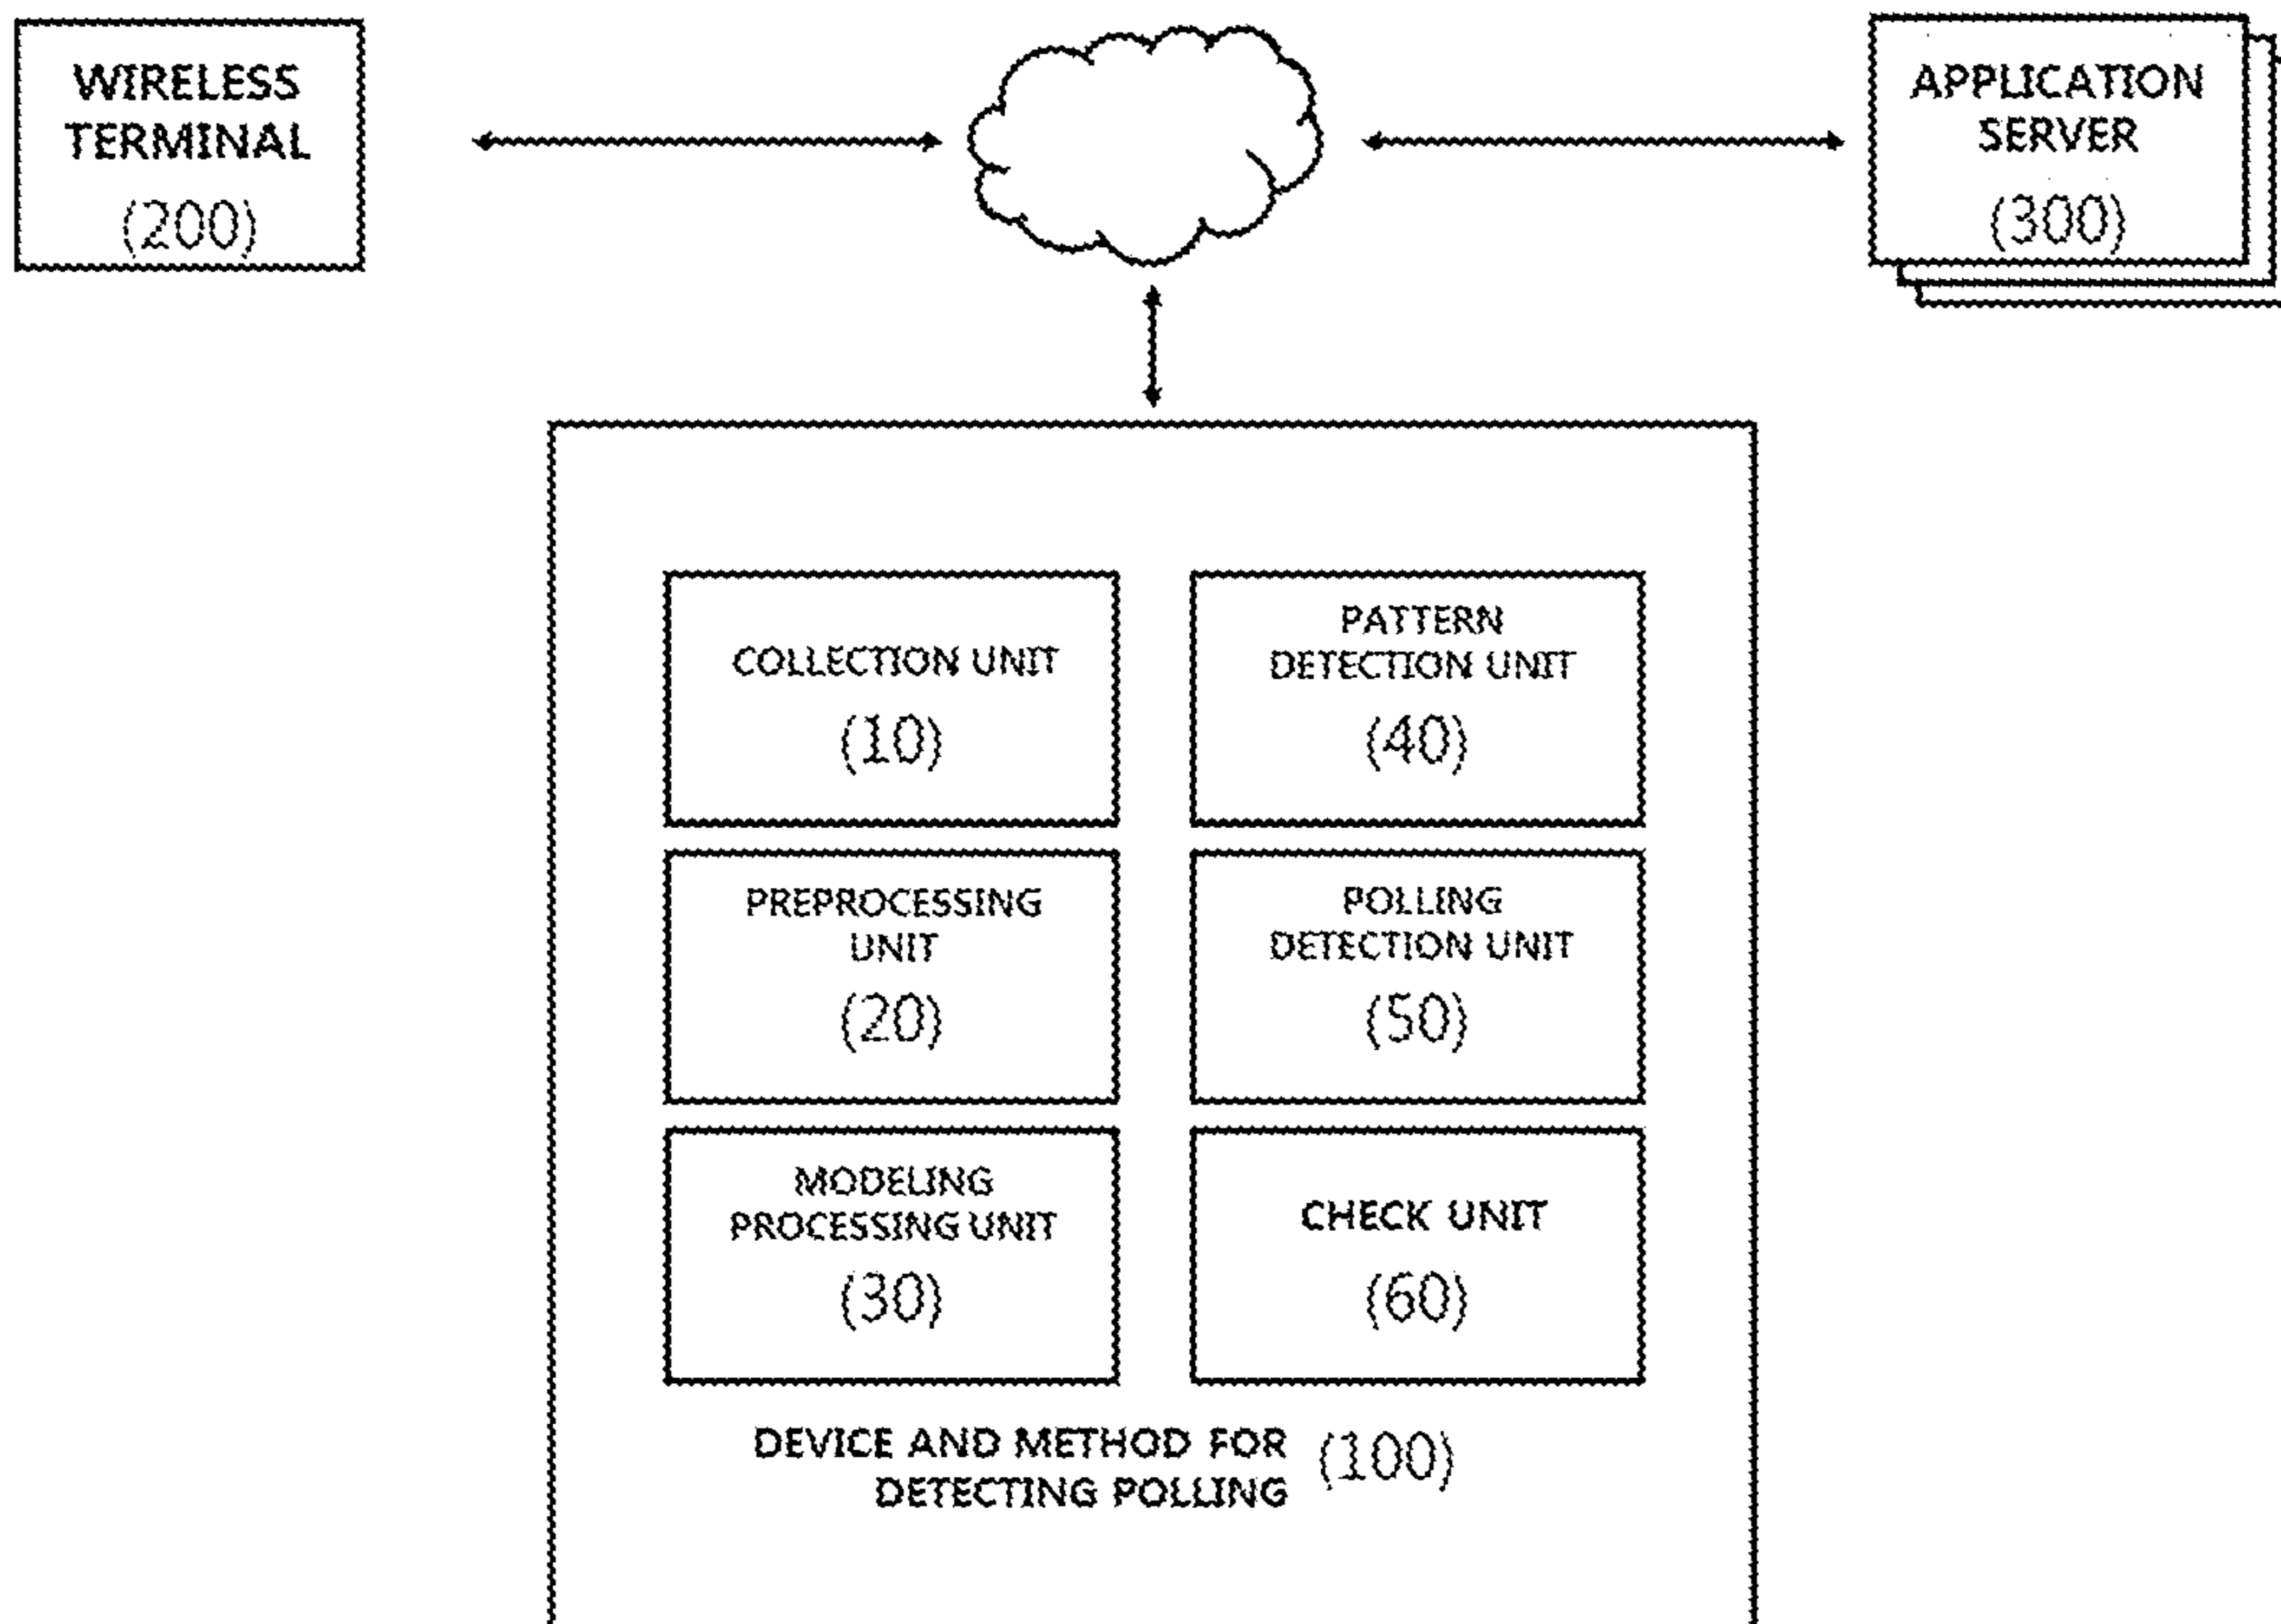 WIRELESS
TERMINAL
(200)
APPLICATION
SERVER
(300)
COLLECTION UNIT
(10)
PATTERN
DETECTION UNIT
(40)
PREPROCESSING
UNIT
(20)
POLLING
DETECTION UNIT
(50)
MODELING
PROCESSING UNIT
(30)
CHECK UNIT
(60)
DEVICE AND METHOD FOR
DETECTING POLLING
(100)